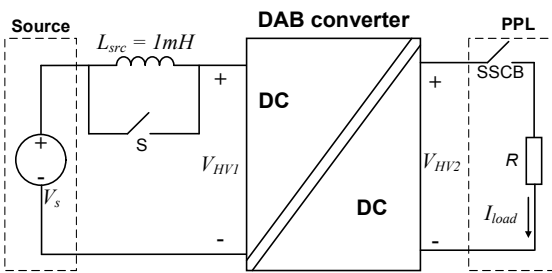 DAB converter
Source
PPL
L_src = 1mH
+
+
SSCB
DC
S
+
V_HV1
V_HV2
R
-
V_s
DC
I_load
-
-